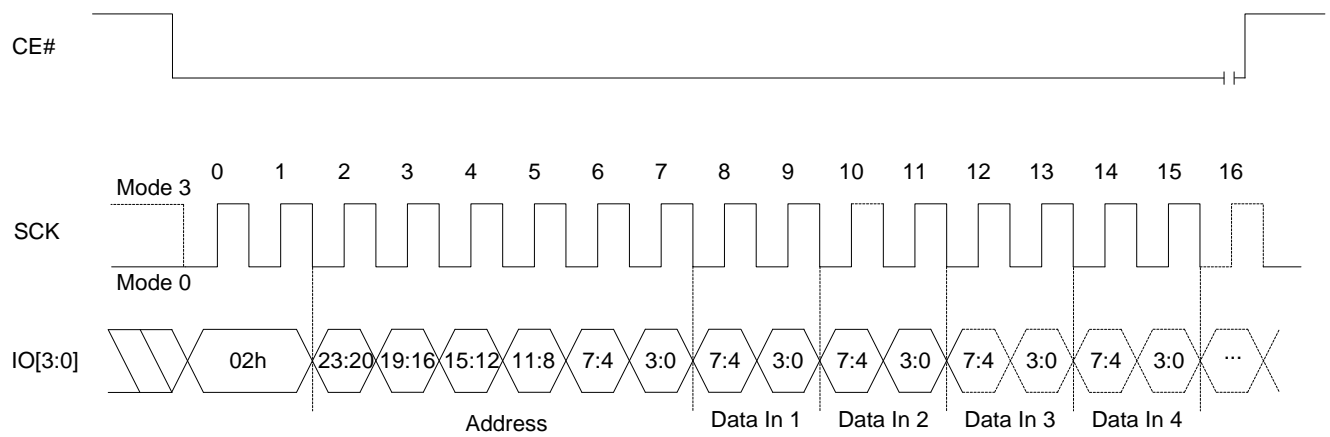 CE#
0 1 2 3 4 5 6 7 8 9 10 11 12 13 14 15 16
Mode 3
SCK
Mode 0
IO[3:0] 02h 23:20 19:16 15:12 11:8 7:4 3:0 7:4 3:0 7:4 3:0 7:4 3:0 7:4 3:0 ...
Address Data In 1 Data In 2 Data In 3 Data In 4